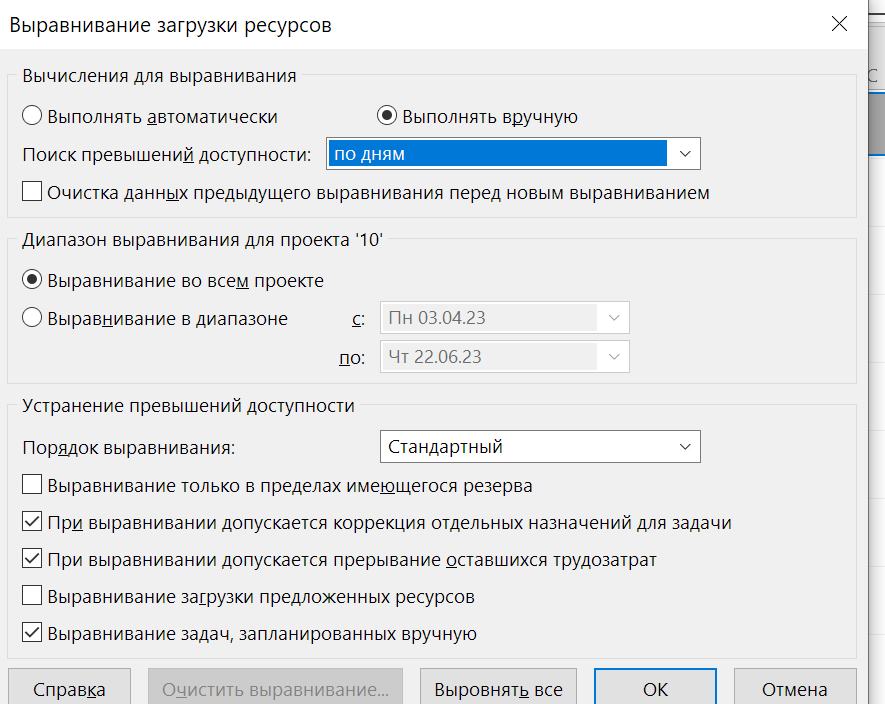 Выравнивание загрузки ресурсов
Вычисления для выравнивания
Выполнять автоматически Выполнять вручную
Поиск превышений доступности: по дням
Очистка данных предыдущего выравнивания перед новым выравниванием
Диапазон выравнивания для проекта '10'
Выравнивание во всем проекте
Выравнивание в диапазоне с: Пн 03.04.23
по: Чт 22.06.23
Устранение превышений доступности
Порядок выравнивания: Стандартный
Выравнивание только в пределах имеющегося резерва
При выравнивании допускается коррекция отдельных назначений для задачи
При выравнивании допускается прерывание оставшихся трудозатрат
Выравнивание загрузки предложенных ресурсов
Выравнивание задач, запланированных вручную
Справка Очистить выравнивание... Выровнять все ОК Отмена